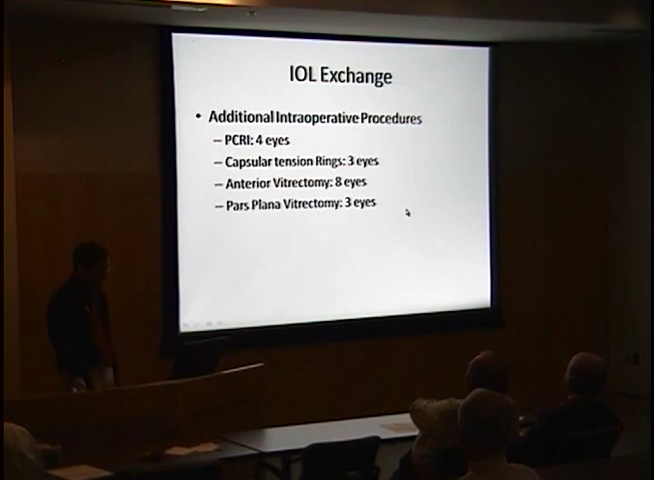 IOL Exchange
• Additional Intraoperative Procedures
– PCRI: 4 eyes
– Capsular tension Rings: 3 eyes
– Anterior Vitrectomy: 8 eyes
– Pars Plana Vitrectomy: 3 eyes